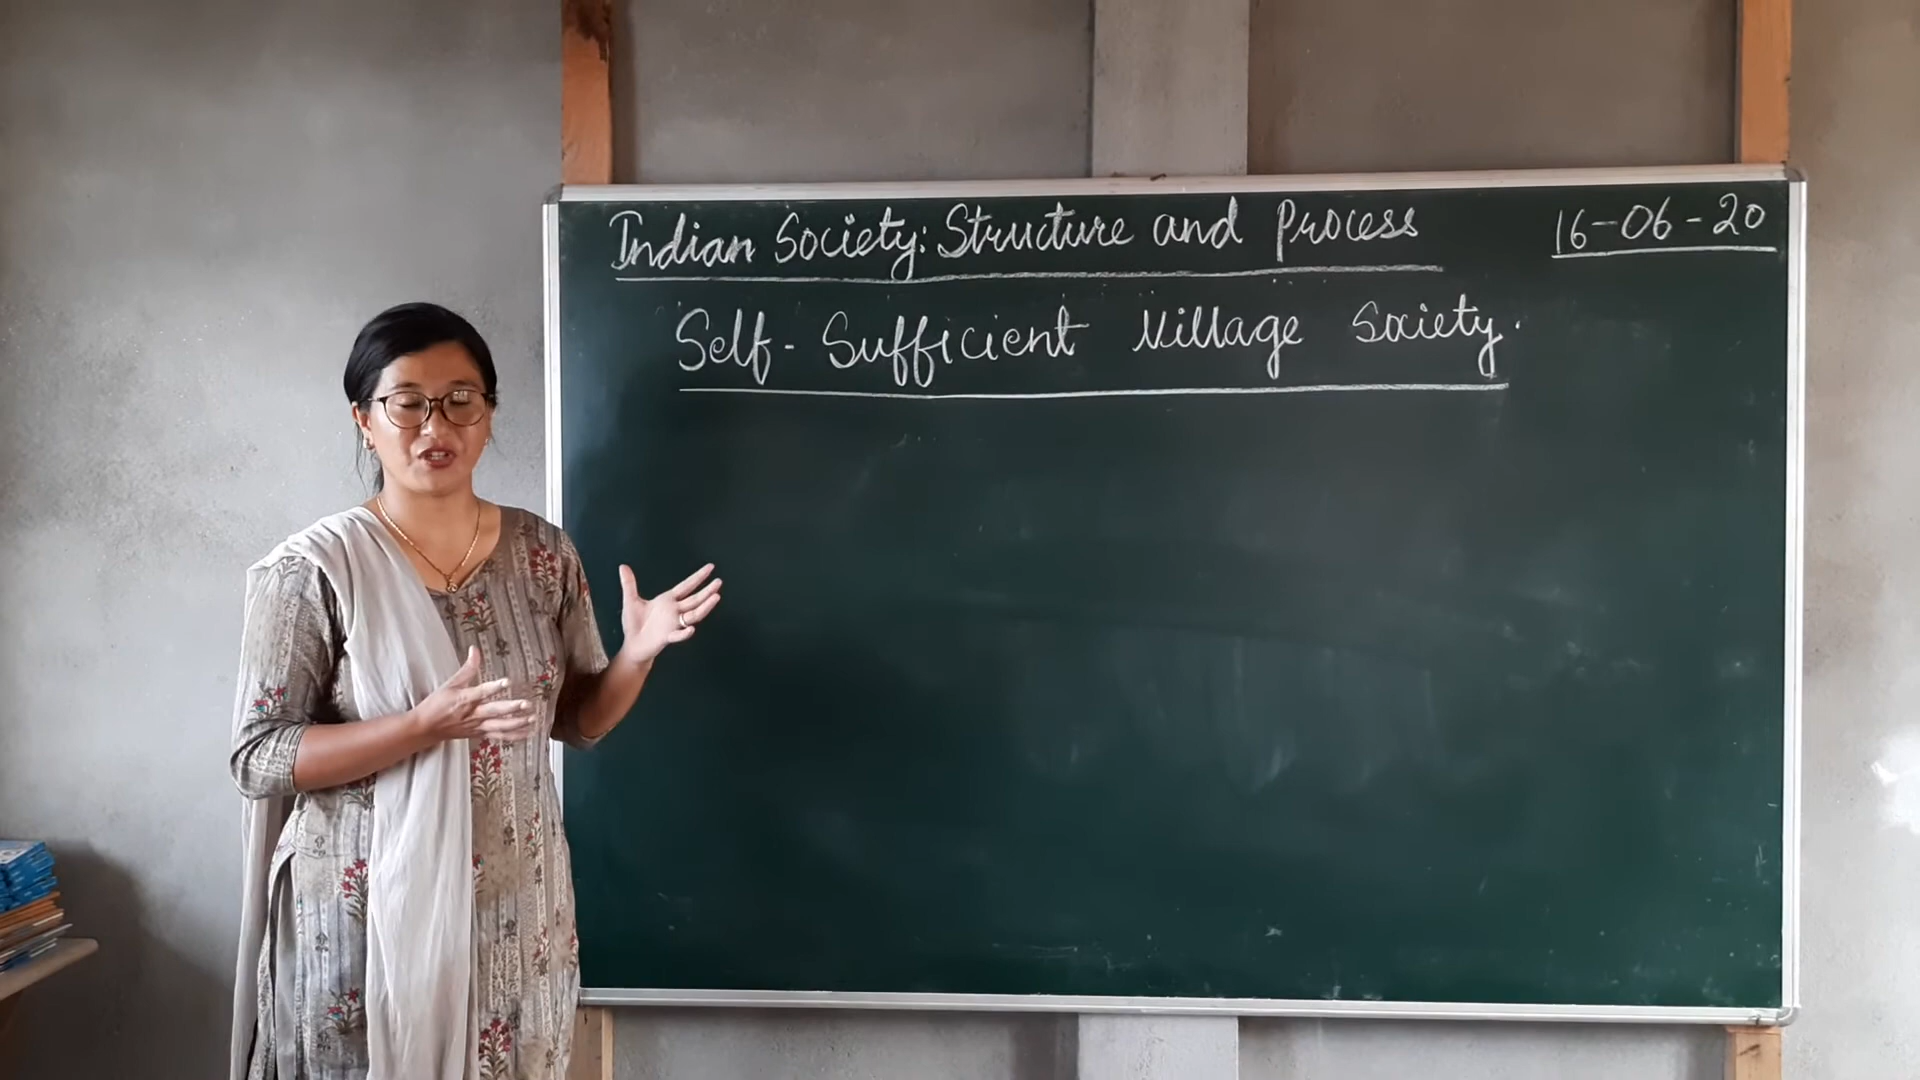 Indian Society: Structure and Process
16-06-20
Self-Sufficient Village Society.